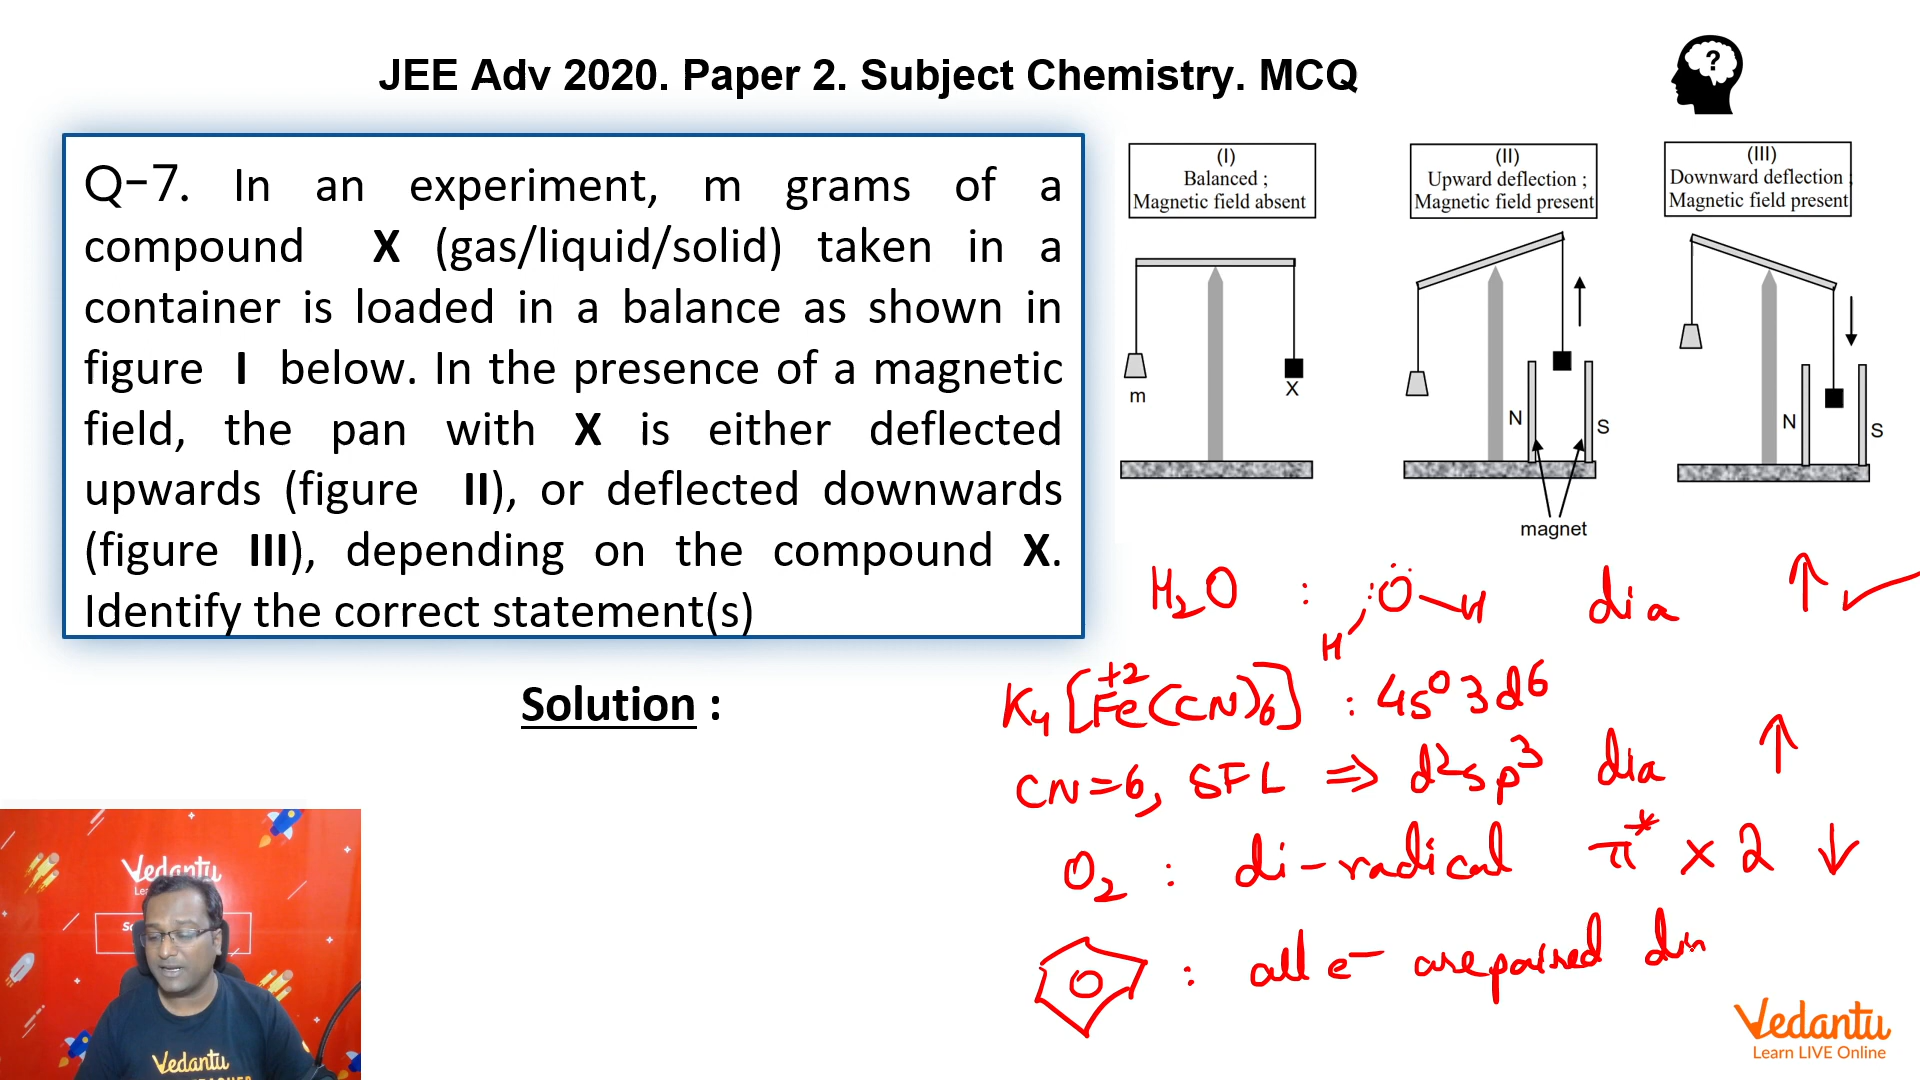 JEE Adv 2020. Paper 2. Subject Chemistry. MCQ
?
Q-7. In an experiment, m grams of a
compound X (gas/liquid/solid) taken in a
container is loaded in a balance as shown in
figure I below. In the presence of a magnetic
field, the pan with X is either deflected
upwards (figure II), or deflected downwards
(figure III), depending on the compound X.
Identify the correct statement(s)
(I)
Balanced ;
Magnetic field absent
(II)
Upward deflection ;
Magnetic field present
(III)
Downward deflection ;
Magnetic field present
m
X
N
S
magnet
N
S
Solution :
H₂O : :Ö-H dia ↑ ✓
H
K₄[Fe⁺²(CN)₆] : 4s⁰3d⁶
CN=6, SFL ⇒ d²sp³ dia ↑
O₂ : di-radical π* × 2 ↓
: all e⁻ are paired dia
Vedantu
Vedantu
Vedantu
Learn LIVE Online